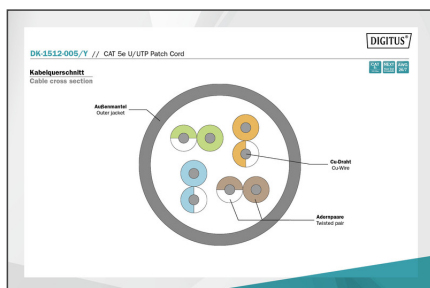 DIGITUS®
DK-1512-005/Y // CAT 5e U/UTP Patch Cord
Kabelquerschnitt
Cable cross section
Außenmantel
Outer jacket
Cu-Draht
Cu-Wire
Adernpaare
Twisted pair